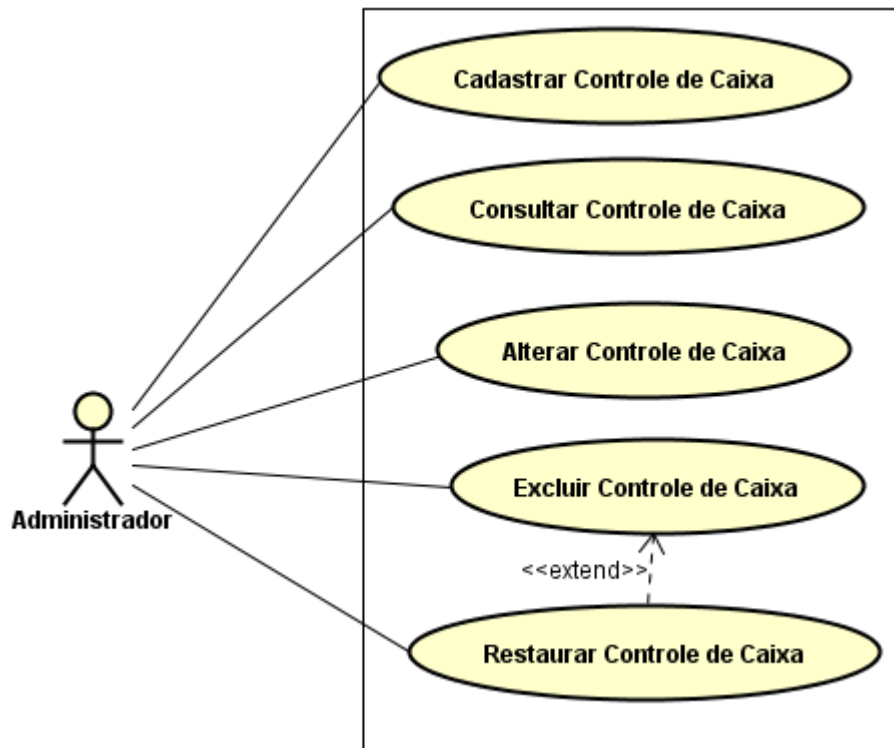 Cadastrar Controle de Caixa
Consultar Controle de Caixa
Alterar Controle de Caixa
Excluir Controle de Caixa
Administrador
<<extend>>
Restaurar Controle de Caixa